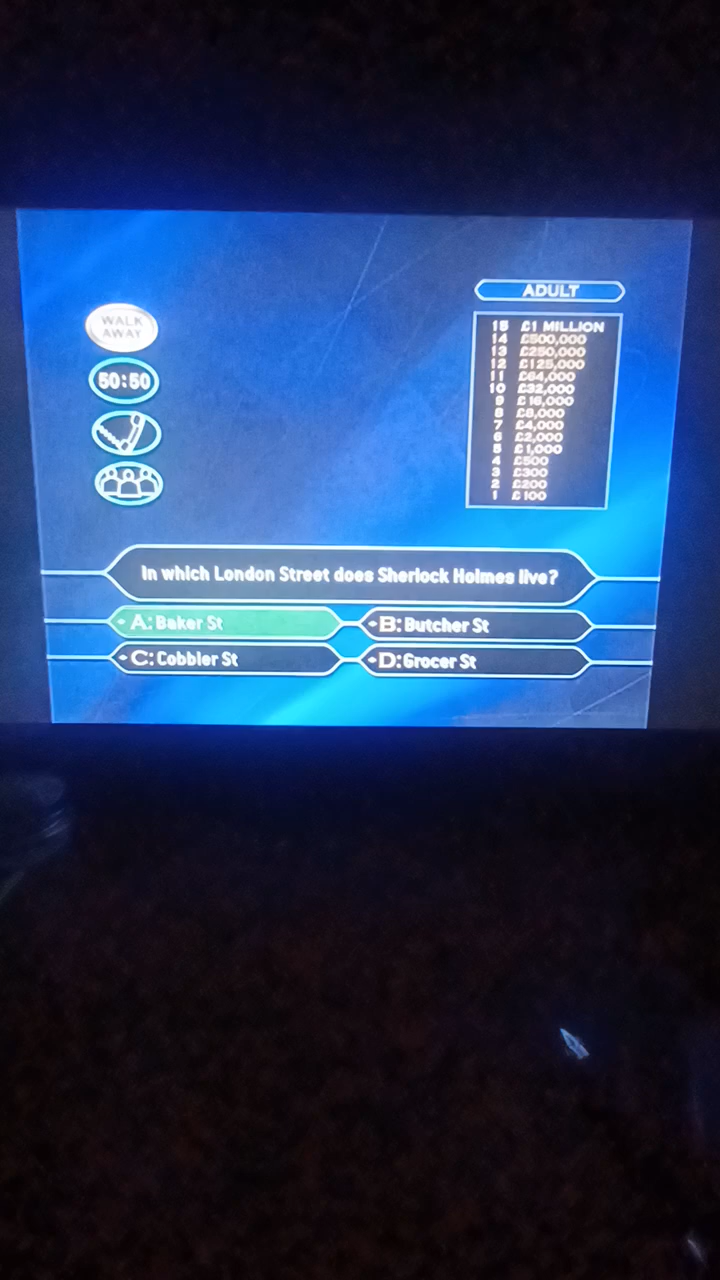 WALK
AWAY
50:50
ADULT
15 £1 MILLION
14 £500,000
13 £250,000
12 £125,000
11 £64,000
10 £32,000
9 £16,000
8 £8,000
7 £4,000
6 £2,000
5 £1,000
4 £500
3 £300
2 £200
1 £100
In which London Street does Sherlock Holmes live?
A: Baker St
B: Butcher St
C: Cobbler St
D: Grocer St